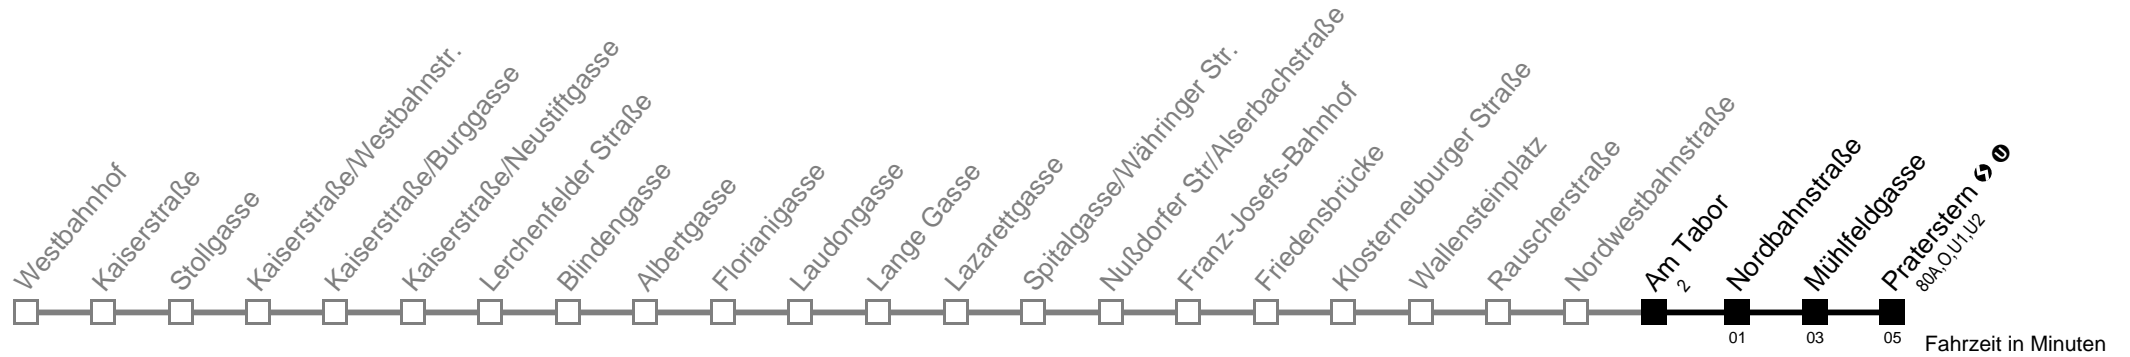 Westbahnhof
Kaiserstraße
Stollgasse
Kaiserstraße/Westbahnstr.
Kaiserstraße/Burggasse
Kaiserstraße/Neustiftgasse
Lerchenfelder Straße
Blindengasse
Albertgasse
Florianigasse
Laudongasse
Lange Gasse
Lazarettgasse
Spitalgasse/Währinger Str.
Nußdorfer Str/Alserbachstraße
Franz-Josefs-Bahnhof
Friedensbrücke
Klosterneuburger Straße
Wallensteinplatz
Rauscherstraße
Nordwestbahnstraße
Am Tabor
2
Nordbahnstraße
Mühlfeldgasse
Praterstern S U
80A,O,U1,U2
01
03
05
Fahrzeit in Minuten